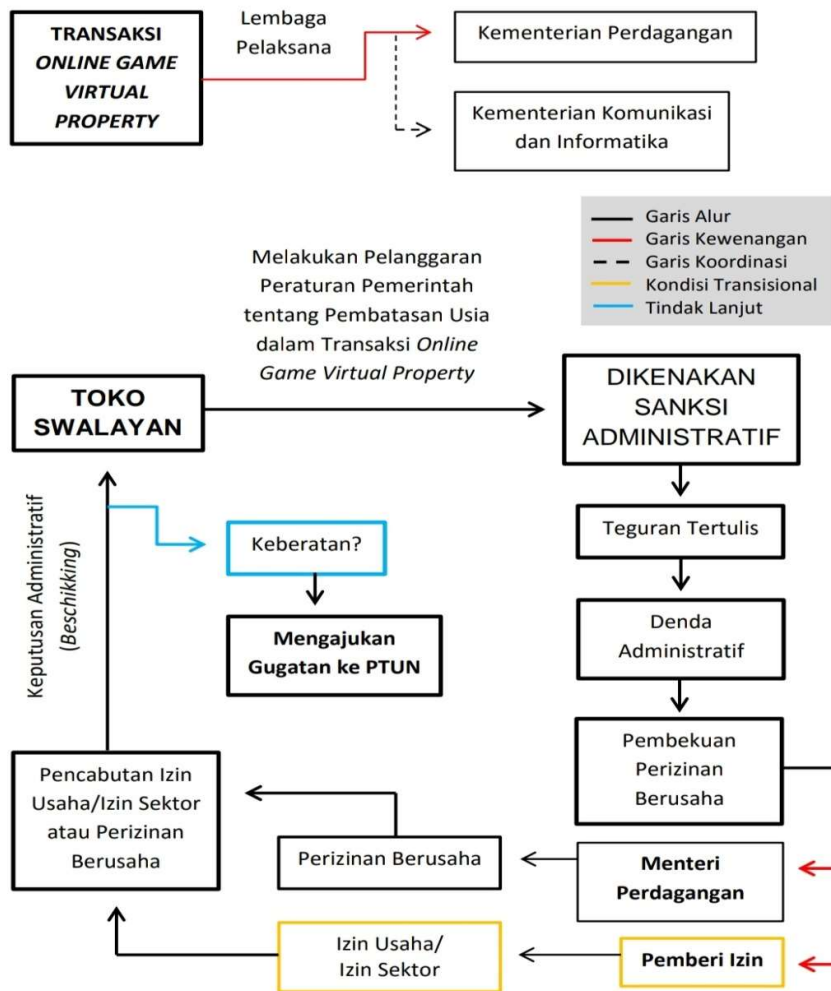 TRANSAKSI
ONLINE GAME
VIRTUAL
PROPERTY
Lembaga
Pelaksana
Kementerian Perdagangan
Kementerian Komunikasi
dan Informatika
Garis Alur
Garis Kewenangan
Garis Koordinasi
Kondisi Transisional
Tindak Lanjut
Melakukan Pelanggaran
Peraturan Pemerintah
tentang Pembatasan Usia
dalam Transaksi Online
Game Virtual Property
TOKO
SWALAYAN
DIKENAKAN
SANKSI
ADMINISTRATIF
Teguran Tertulis
Denda
Administratif
Pembekuan
Perizinan
Berusaha
Menteri
Perdagangan
Pemberi Izin
Perizinan Berusaha
Izin Usaha/
Izin Sektor
Pencabutan Izin
Usaha/Izin Sektor
atau Perizinan
Berusaha
Keputusan Administratif
(Beschikking)
Keberatan?
Mengajukan
Gugatan ke PTUN